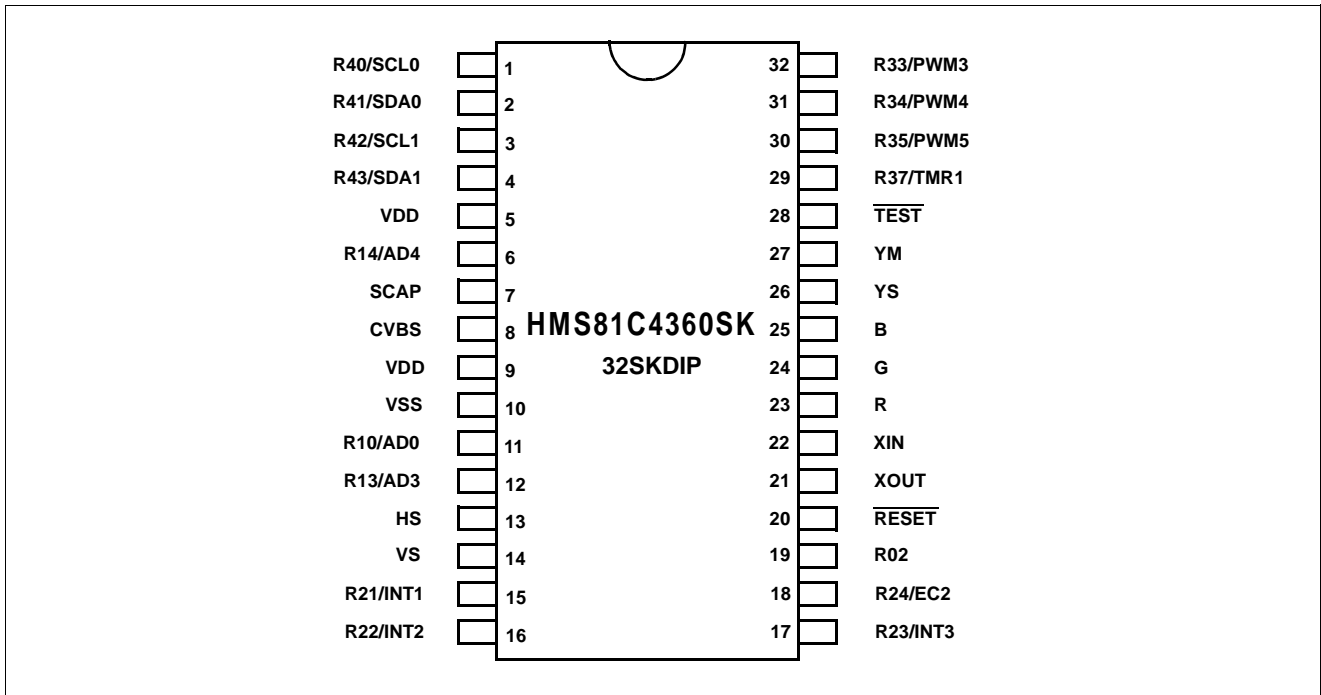 R40/SCL0 1 32 R33/PWM3
R41/SDA0 2 31 R34/PWM4
R42/SCL1 3 30 R35/PWM5
R43/SDA1 4 29 R37/TMR1
VDD 5 28 TEST
R14/AD4 6 27 YM
SCAP 7 26 YS
CVBS 8 HMS81C4360SK 25 B
VDD 9 32SKDIP 24 G
VSS 10 23 R
R10/AD0 11 22 XIN
R13/AD3 12 21 XOUT
HS 13 20 RESET
VS 14 19 R02
R21/INT1 15 18 R24/EC2
R22/INT2 16 17 R23/INT3